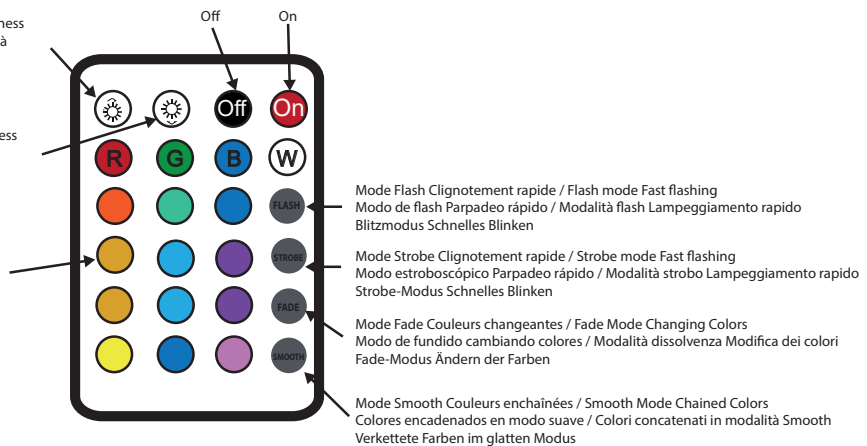 Off
On
Off
On
R
G
B
W
FLASH
STROBE
FADE
SMOOTH
Mode Flash Clignotement rapide / Flash mode Fast flashing
Modo de flash Parpadeo rápido / Modalità flash Lampeggiamento rapido
Blitzmodus Schnelles Blinken
Mode Strobe Clignotement rapide / Strobe mode Fast flashing
Modo estroboscópico Parpadeo rápido / Modalità strobo Lampeggiamento rapido
Strobe-Modus Schnelles Blinken
Mode Fade Couleurs changeantes / Fade Mode Changing Colors
Modo de fundido cambiando colores / Modalità dissolvenza Modifica dei colori
Fade-Modus Ändern der Farben
Mode Smooth Couleurs enchaînées / Smooth Mode Chained Colors
Colores encadenados en modo suave / Colori concatenati in modalità Smooth
Verkettete Farben im glatten Modus